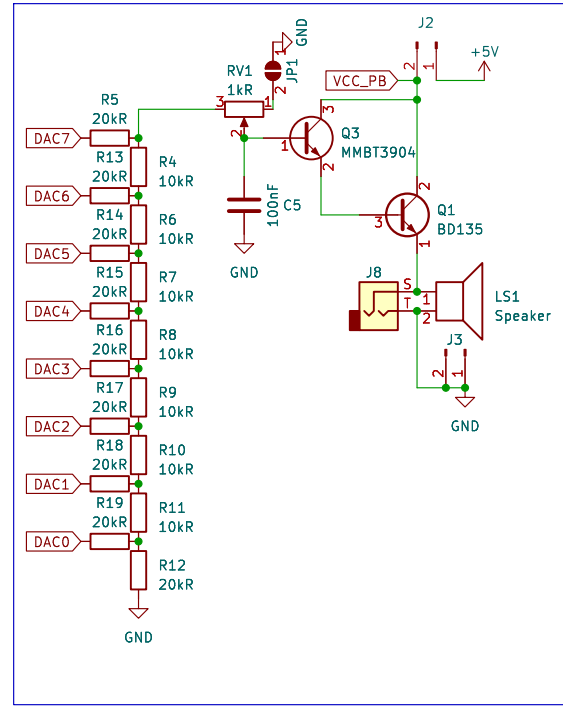 J2
+5V
GND
JP1
1
2
RV1
1kR
3
1
2
VCC_PB
2
1
R5
20kR
DAC7
R13
20kR
R4
10kR
1
3
2
Q3
MMBT3904
DAC6
R14
20kR
R6
10kR
100nF
C5
GND
3
2
1
Q1
BD135
DAC5
R15
20kR
R7
10kR
J8
S
T
1
2
LS1
Speaker
DAC4
R16
20kR
R8
10kR
J3
2
1
GND
DAC3
R17
20kR
R9
10kR
DAC2
R18
20kR
R10
10kR
DAC1
R19
20kR
R11
10kR
DAC0
R12
20kR
GND